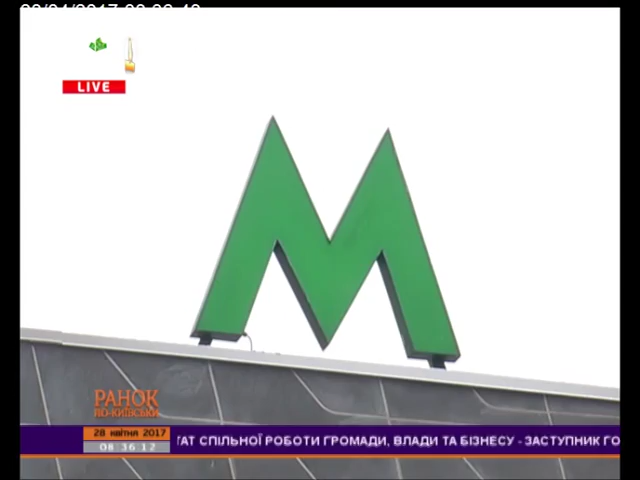 LIVE
М
РАНОК
ПО-КИЇВСЬКИ
28 квітня 2017
08:36:12
ТАТ СПІЛЬНОЇ РОБОТИ ГРОМАДИ, ВЛАДИ ТА БІЗНЕСУ - ЗАСТУПНИК ГО